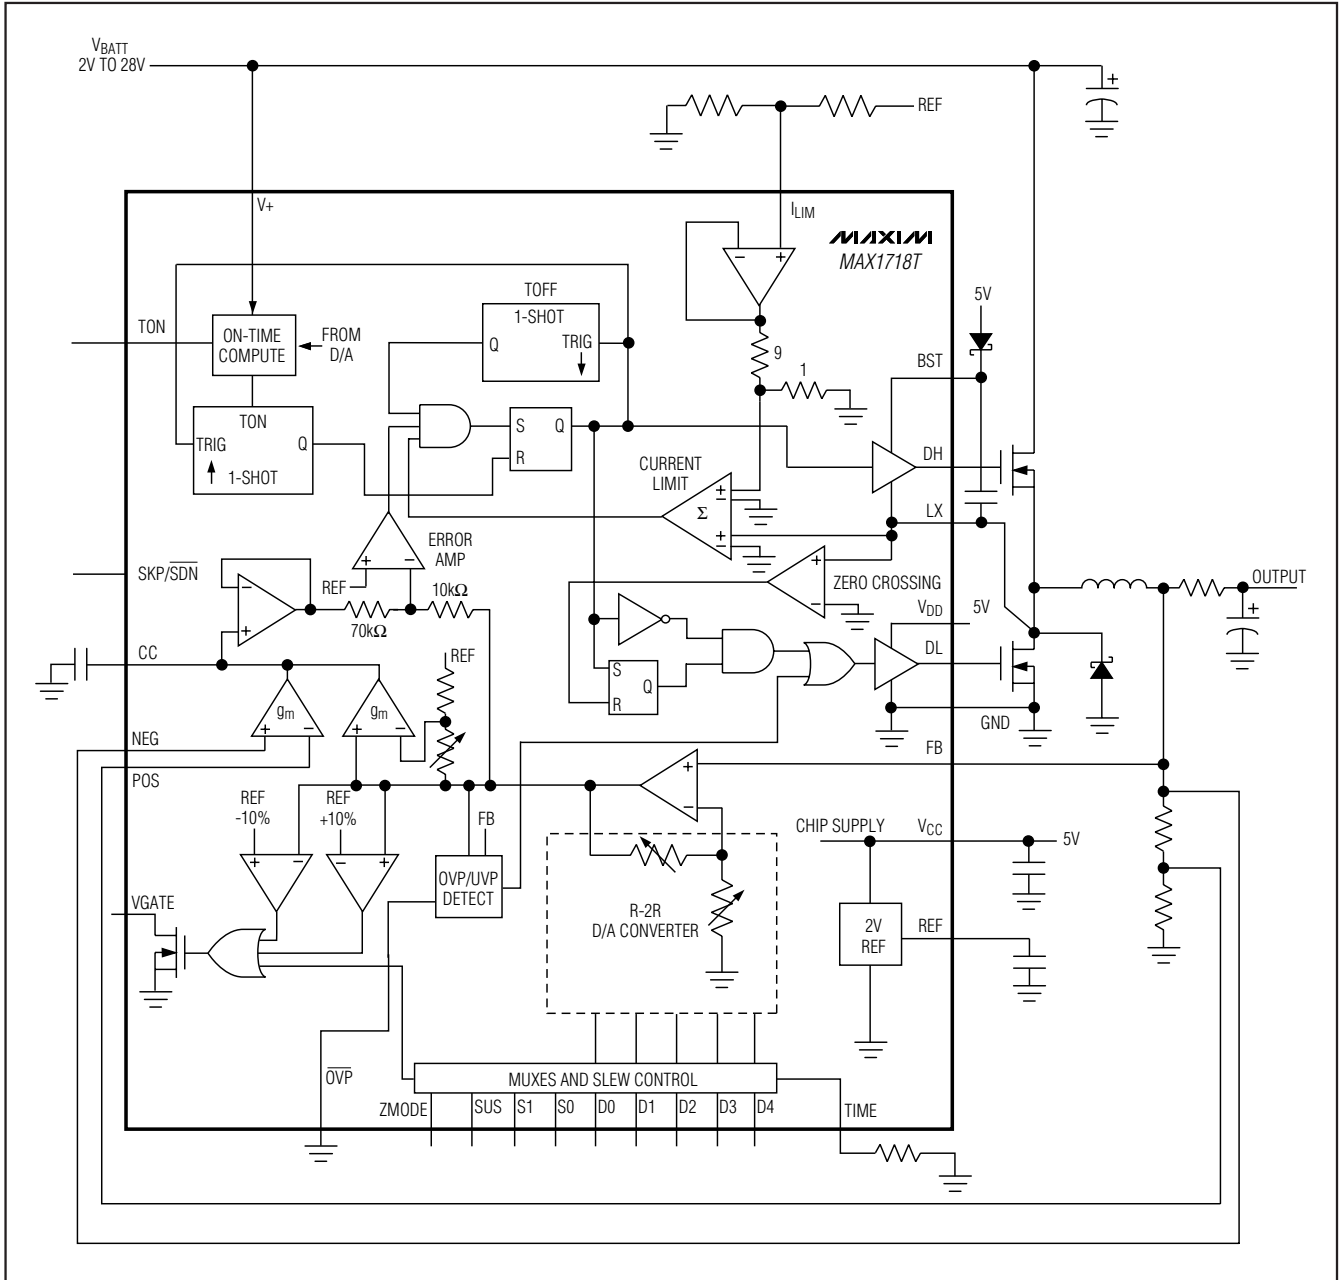 VBATT
2V TO 28V
REF
V+
ILIM
MAXIM
MAX1718T
TOFF
1-SHOT
Q
TRIG
5V
TON
ON-TIME
COMPUTE
FROM
D/A
9
1
BST
TON
TRIG
Q
1-SHOT
S
Q
R
CURRENT
LIMIT
+
−
Σ
+
−
DH
LX
ERROR
AMP
+
−
SKP/SDN
REF
10kΩ
70kΩ
−
+
ZERO CROSSING
+
−
VDD
5V
OUTPUT
+
CC
REF
S
Q
R
DL
gm
+
−
gm
+
−
GND
NEG
POS
FB
+
−
REF
-10%
REF
+10%
FB
CHIP SUPPLY
VCC
5V
+
−
−
+
OVP/UVP
DETECT
VGATE
R-2R
D/A CONVERTER
2V
REF
REF
OVP
MUXES AND SLEW CONTROL
ZMODE
SUS
S1
S0
D0
D1
D2
D3
D4
TIME